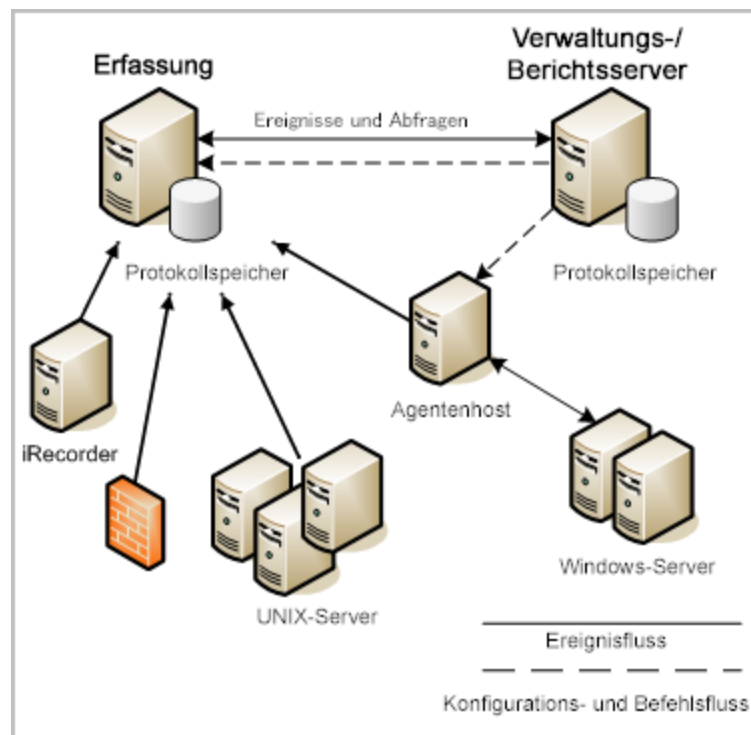 Erfassung
Verwaltungs-/
Berichtsserver
Ereignisse und Abfragen
Protokollspeicher
Protokollspeicher
Agentenhost
iRecorder
Windows-Server
UNIX-Server
Ereignisfluss
Konfigurations- und Befehlsfluss